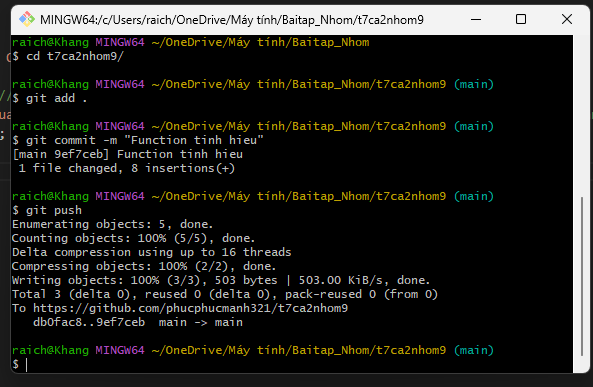 MINGW64:/c/Users/raich/OneDrive/Máy tính/Baitap_Nhom/t7ca2nhom9
raich@Khang MINGW64 ~/OneDrive/Máy tính/Baitap_Nhom
$ cd t7ca2nhom9/
raich@Khang MINGW64 ~/OneDrive/Máy tính/Baitap_Nhom/t7ca2nhom9 (main)
$ git add .
raich@Khang MINGW64 ~/OneDrive/Máy tính/Baitap_Nhom/t7ca2nhom9 (main)
$ git commit -m "Function tinh hieu"
[main 9ef7ceb] Function tinh hieu
 1 file changed, 8 insertions(+)
raich@Khang MINGW64 ~/OneDrive/Máy tính/Baitap_Nhom/t7ca2nhom9 (main)
$ git push
Enumerating objects: 5, done.
Counting objects: 100% (5/5), done.
Delta compression using up to 16 threads
Compressing objects: 100% (2/2), done.
Writing objects: 100% (3/3), 503 bytes | 503.00 KiB/s, done.
Total 3 (delta 0), reused 0 (delta 0), pack-reused 0 (from 0)
To https://github.com/phucphucmanh321/t7ca2nhom9
   db0fac8..9ef7ceb  main -> main
raich@Khang MINGW64 ~/OneDrive/Máy tính/Baitap_Nhom/t7ca2nhom9 (main)
$